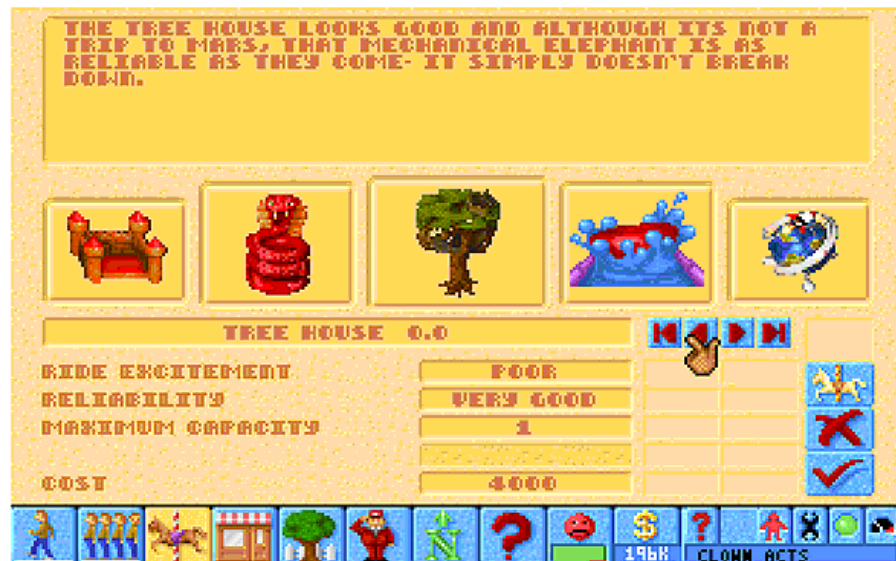 THE TREE HOUSE LOOKS GOOD AND ALTHOUGH ITS NOT A
TRIP TO MARS, THAT MECHANICAL ELEPHANT IS AS
RELIABLE AS THEY COME- IT SIMPLY DOESN'T BREAK
DOWN.
TREE HOUSE 0.0
RIDE EXCITEMENT POOR
RELIABILITY VERY GOOD
MAXIMUM CAPACITY 1
COST 4000
N ? $ ?
196K CLOWN ACTS